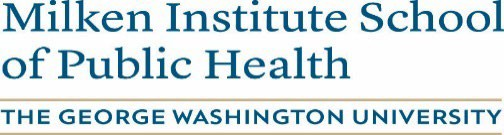 Milken Institute School
of Public Health
THE GEORGE WASHINGTON UNIVERSITY